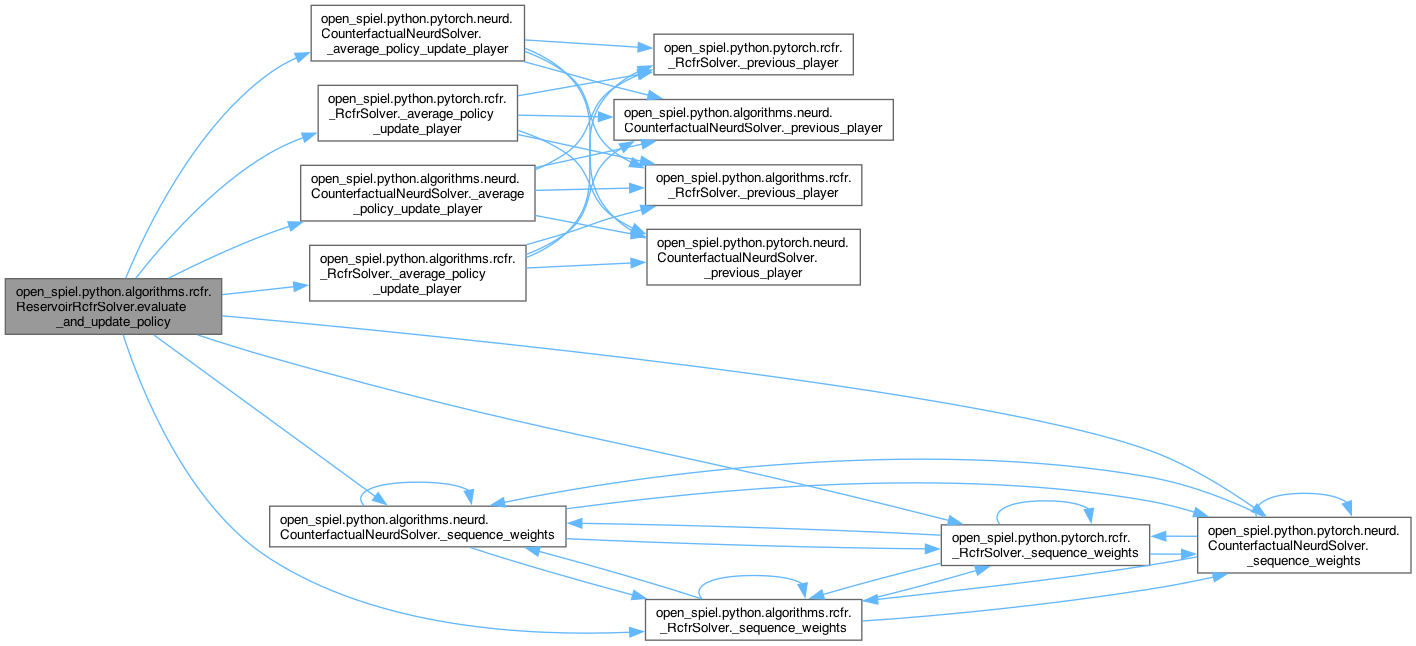 open_spiel.python.pytorch.neurd.
CounterfactualNeurdSolver.
_average_policy_update_player
open_spiel.python.pytorch.rcfr.
_RcfrSolver._previous_player
open_spiel.python.pytorch.rcfr.
_RcfrSolver._average_policy
_update_player
open_spiel.python.algorithms.neurd.
CounterfactualNeurdSolver._previous_player
open_spiel.python.algorithms.neurd.
CounterfactualNeurdSolver._average
_policy_update_player
open_spiel.python.algorithms.rcfr.
_RcfrSolver._previous_player
open_spiel.python.algorithms.rcfr.
_RcfrSolver._average_policy
_update_player
open_spiel.python.pytorch.neurd.
CounterfactualNeurdSolver.
_previous_player
open_spiel.python.algorithms.rcfr.
ReservoirRcfrSolver.evaluate
_and_update_policy
open_spiel.python.algorithms.neurd.
CounterfactualNeurdSolver._sequence_weights
open_spiel.python.pytorch.rcfr.
_RcfrSolver._sequence_weights
open_spiel.python.pytorch.neurd.
CounterfactualNeurdSolver.
_sequence_weights
open_spiel.python.algorithms.rcfr.
_RcfrSolver._sequence_weights